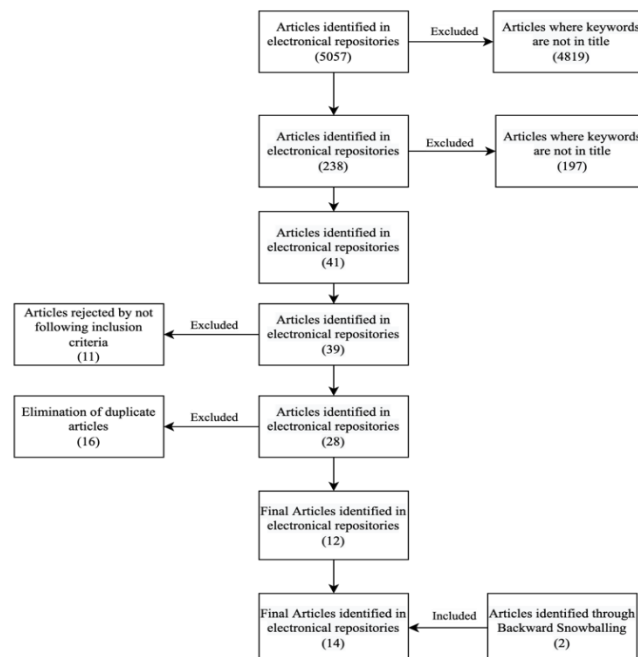 Articles identified in
electronical repositories
(5057)
Excluded
Articles where keywords
are not in title
(4819)
Articles identified in
electronical repositories
(238)
Excluded
Articles where keywords
are not in title
(197)
Articles identified in
electronical repositories
(41)
Articles rejected by not
following inclusion
criteria
(11)
Excluded
Articles identified in
electronical repositories
(39)
Elimination of duplicate
articles
(16)
Excluded
Articles identified in
electronical repositories
(28)
Final Articles identified in
electronical repositories
(12)
Final Articles identified in
electronical repositories
(14)
Included
Articles identified through
Backward Snowballing
(2)